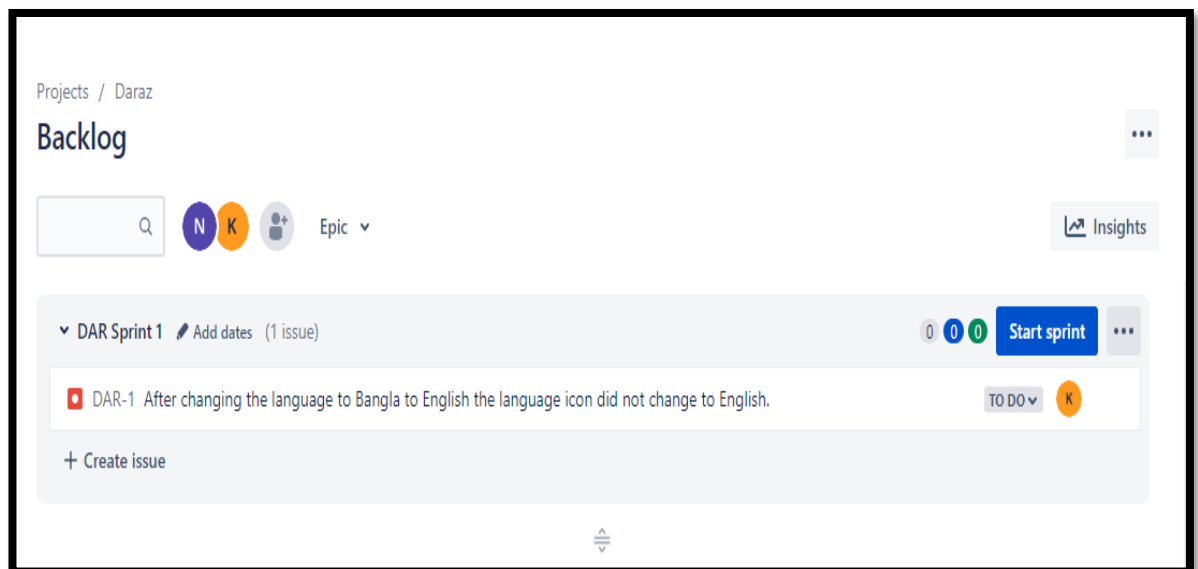 Projects / Daraz
Backlog
N K Epic Insights
DAR Sprint 1 Add dates (1 issue) 0 0 0 Start sprint
DAR-1 After changing the language to Bangla to English the language icon did not change to English. TO DO K
+ Create issue